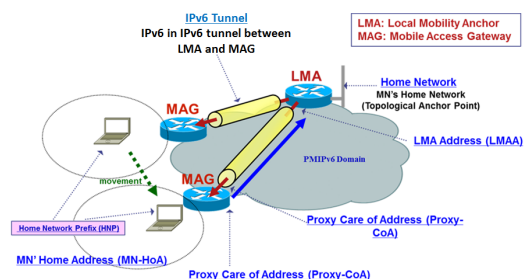 IPv6 Tunnel
IPv6 in IPv6 tunnel between
LMA and MAG
LMA: Local Mobility Anchor
MAG: Mobile Access Gateway
LMA
Home Network
MN's Home Network
(Topological Anchor Point)
MAG
LMA Address (LMAA)
PMIPv6 Domain
movement
MAG
Home Network Prefix (HNP)
Proxy Care of Address (Proxy-
CoA)
MN' Home Address (MN-HoA)
Proxy Care of Address (Proxy-CoA)